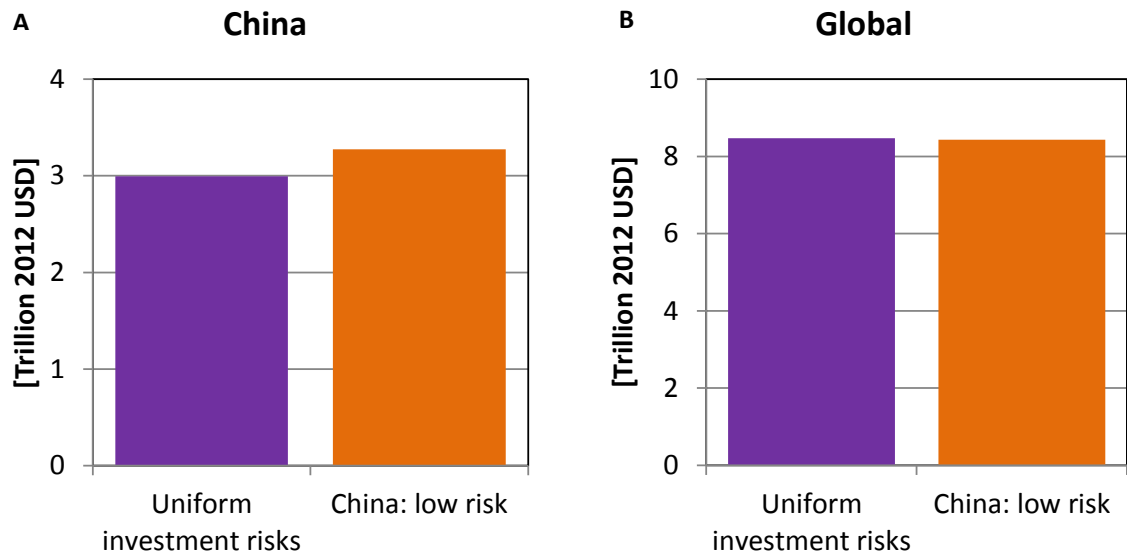 A
China
[Trillion 2012 USD]
4
3
2
1
0
Uniform
investment risks
China: low risk
B
Global
[Trillion 2012 USD]
10
8
6
4
2
0
Uniform
investment risks
China: low risk